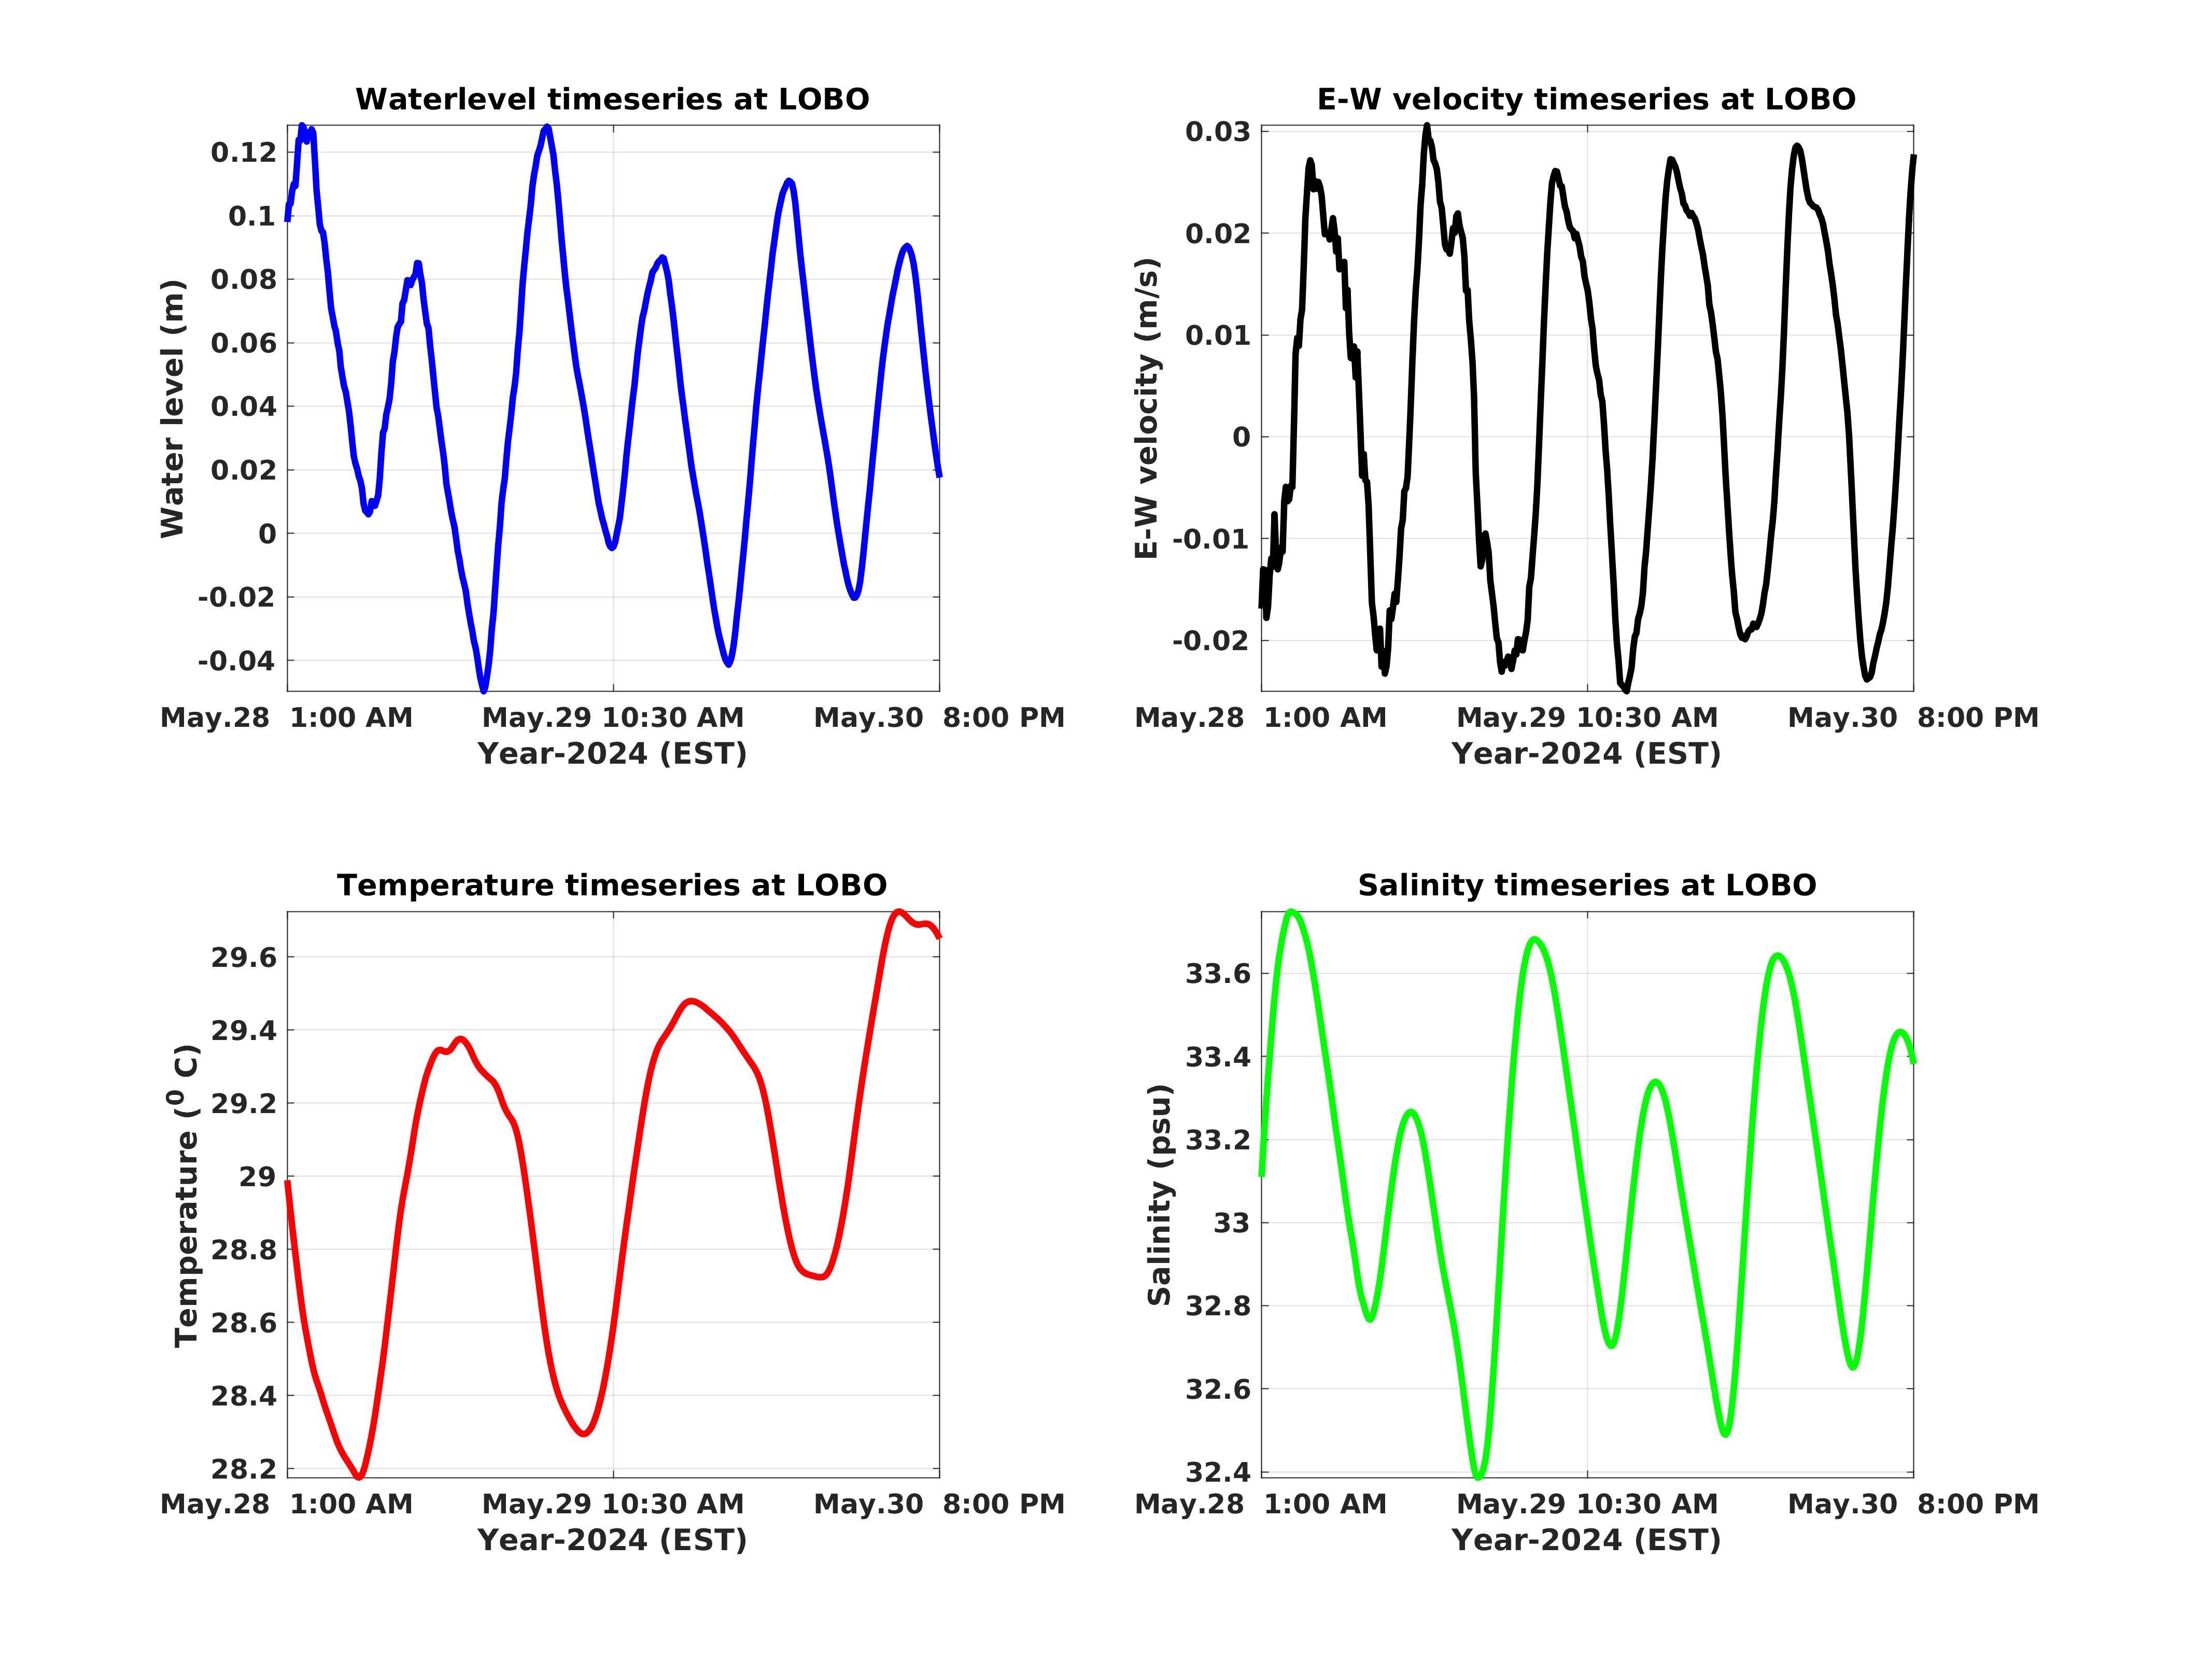 Waterlevel timeseries at LOBO
0.12
0.1
0.08
0.06
0.04
0.02
0
-0.02
-0.04
Water level (m)
May.28 1:00 AM May.29 10:30 AM May.30 8:00 PM
Year-2024 (EST)
E-W velocity timeseries at LOBO
0.03
0.02
0.01
0
-0.01
-0.02
E-W velocity (m/s)
May.28 1:00 AM May.29 10:30 AM May.30 8:00 PM
Year-2024 (EST)
Temperature timeseries at LOBO
29.6
29.4
29.2
29
28.8
28.6
28.4
28.2
Temperature (⁰ C)
May.28 1:00 AM May.29 10:30 AM May.30 8:00 PM
Year-2024 (EST)
Salinity timeseries at LOBO
33.6
33.4
33.2
33
32.8
32.6
32.4
Salinity (psu)
May.28 1:00 AM May.29 10:30 AM May.30 8:00 PM
Year-2024 (EST)